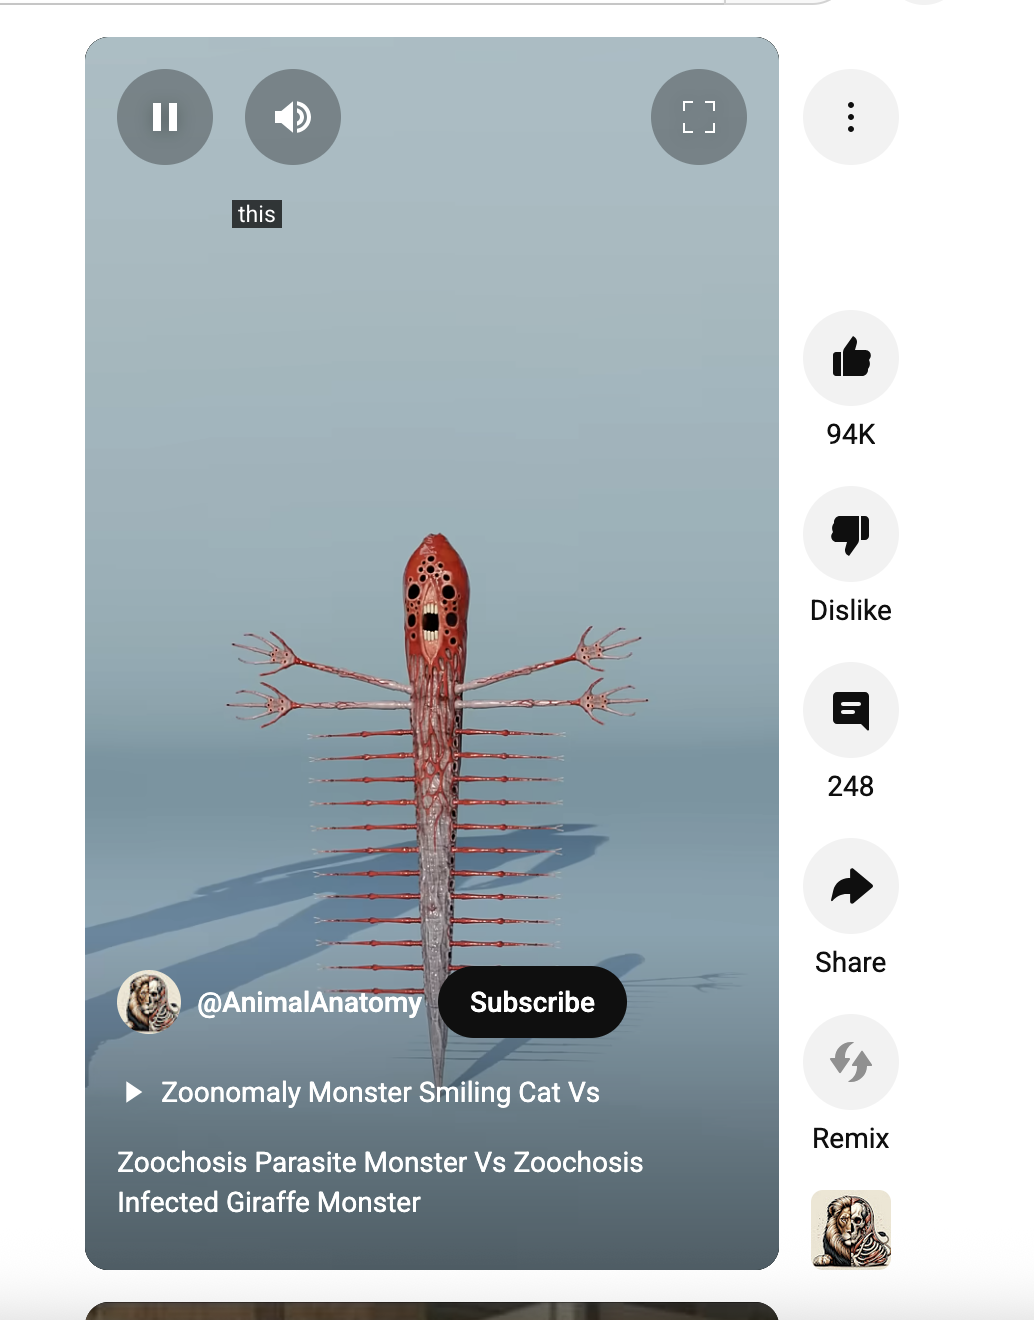 this
94K
Dislike
248
Share
Remix
@AnimalAnatomy
Subscribe
Zoonomaly Monster Smiling Cat Vs
Zoochosis Parasite Monster Vs Zoochosis
Infected Giraffe Monster